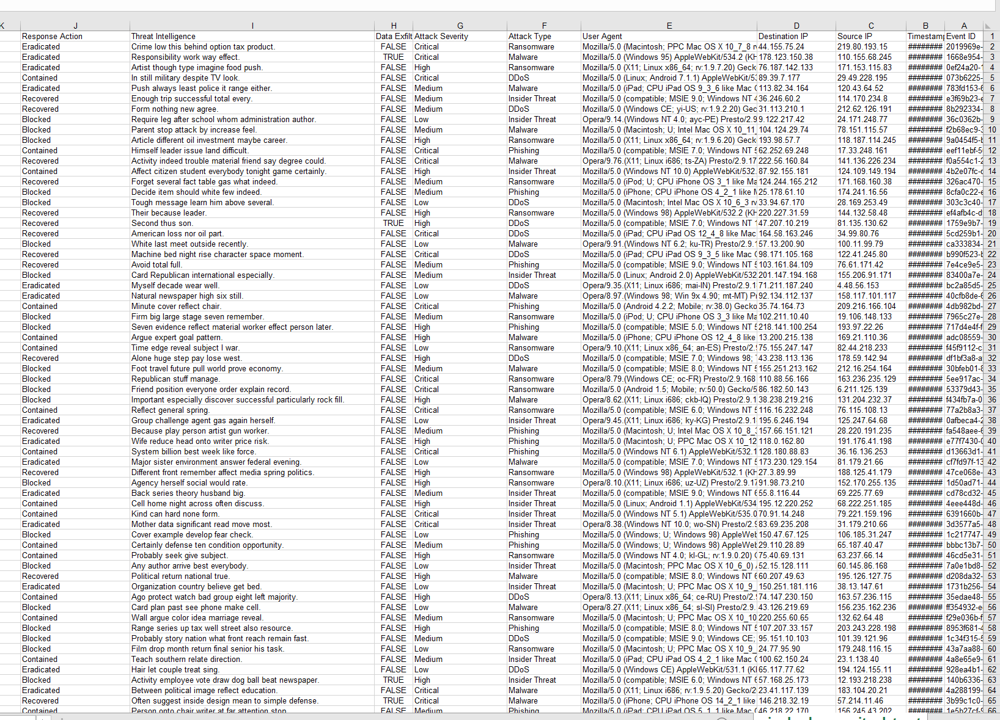 K J I H G F E D C B A
Response Action Threat Intelligence Data Exfilt Attack Severity Attack Type User Agent Destination IP Source IP Timestamp Event ID 1
Eradicated Crime low this behind option tax product. FALSE Critical Ransomware Mozilla/5.0 (Macintosh; PPC Mac OS X 10_7_8 44.155.75.24 219.80.193.15 ######## 2019969e- 2
Eradicated Responsibility work way effect. TRUE Critical Malware Mozilla/5.0 (Windows 95) AppleWebKit/534.2 (KH 178.123.150.38 110.155.68.245 ######## 1668e954- 3
Eradicated Artist though type imagine food push. FALSE High Ransomware Mozilla/5.0 (X11; Linux x86_64; rv:1.9.7.20) Geck 76.187.142.133 171.153.115.83 ######## 0ef24a20- 4
Contained In still military despite TV look. FALSE Critical DDoS Mozilla/5.0 (Linux; Android 7.1.1) AppleWebKit/53 89.39.7.177 29.49.228.195 ######## 073b6225- 5
Eradicated Push always least police it range either. FALSE Medium Malware Mozilla/5.0 (iPad; CPU iPad OS 9_3_6 like Mac 113.82.34.164 120.43.64.52 ######## 783fd153- 6
Recovered Enough trip successful total every. FALSE Medium Insider Threat Mozilla/5.0 (compatible; MSIE 9.0; Windows NT 36.246.60.2 114.170.234.8 ######## e3f69b23- 7
Recovered Form nothing new agree. FALSE Medium DDoS Mozilla/5.0 (Windows CE; yi-US; rv:1.9.2.20) Gec 31.113.210.1 212.62.126.191 ######## 8b292334- 8
Blocked Require leg after school whom administration author. FALSE Low Insider Threat Opera/9.14.(Windows NT 4.0; ayc-PE) Presto/2.9 9.122.217.42 24.171.248.77 ######## 36c0362b- 9
Blocked Parent stop attack by increase feel. FALSE Medium Malware Mozilla/5.0 (Macintosh; U; Intel Mac OS X 10_11_ 104.124.29.74 78.151.115.57 ######## f2b68ec9- 10
Blocked Article different oil investment maybe career. FALSE High Ransomware Mozilla/5.0 (X11; Linux x86_64; rv:1.9.6.20) Geck 193.98.57.7 118.187.114.245 ######## 9a0454f5- 11
Contained Himself leader issue land difficult. FALSE Critical Phishing Mozilla/5.0 (compatible; MSIE 7.0; Windows NT 62.252.69.248 17.33.248.161 ######## eef11ebf-5 12
Recovered Activity indeed trouble material friend say degree could. FALSE Critical Malware Opera/9.76.(X11; Linux i686; ts-ZA) Presto/2.9.17 222.56.160.84 141.136.226.234 ######## f0a554c1- 13
Contained Affect citizen student everybody tonight game certainly. FALSE High Insider Threat Mozilla/5.0 (Windows NT 10.0) AppleWebKit/532. 87.92.155.181 124.109.149.194 ######## 4b2e07fc- 14
Recovered Forget several fact table gas what indeed. FALSE Medium Ransomware Mozilla/5.0 (iPod; U; CPU iPhone OS 3_1 like Ma 124.244.165.212 171.168.160.38 ######## 326ac470- 15
Blocked Decide item should white few indeed. FALSE Medium Phishing Mozilla/5.0 (iPhone; CPU iPhone OS 4_2_1 like 25.178.61.10 174.241.16.56 ######## 8cfa0c22- 16
Blocked Tough message learn him above several. FALSE Low DDoS Mozilla/5.0 (Macintosh; Intel Mac OS X 10_6_3 rv 33.94.67.170 28.169.253.49 ######## 303c3c40- 17
Recovered Their because leader. FALSE High Ransomware Mozilla/5.0 (Windows 98) AppleWebKit/532.2 (KH 220.227.31.59 144.132.58.48 ######## ef4afb4c-d 18
Recovered Second thus son. TRUE High DDoS Mozilla/5.0 (compatible; MSIE 7.0; Windows NT 47.207.10.219 81.135.130.62 ######## 1759e9b7- 19
Recovered American loss nor oil part. FALSE Critical DDoS Mozilla/5.0 (iPad; CPU iPad OS 12_4_8 like Mac 164.58.163.246 34.99.80.76 ######## 5cd259b1- 20
Blocked White last meet outside recently. FALSE Low Malware Opera/9.91.(Windows NT 6.2; ku-TR) Presto/2.9.1 57.13.200.90 100.11.99.79 ######## ca333834- 21
Recovered Machine bed night rise character space moment. FALSE Critical DDoS Mozilla/5.0 (iPad; CPU iPad OS 9_3_5 like Mac 98.171.105.168 122.41.245.80 ######## b990f523- 22
Recovered Avoid total full. FALSE Medium Phishing Mozilla/5.0 (compatible; MSIE 9.0; Windows NT 103.161.84.109 76.61.171.42 ######## 7e4ce9e5- 23
Blocked Card Republican international especially. FALSE Medium Insider Threat Mozilla/5.0 (Linux; Android 2.0) AppleWebKit/532 201.147.194.168 155.206.91.171 ######## 83400a7e- 24
Eradicated Myself decade wear well. FALSE Low DDoS Opera/9.35.(X11; Linux i686; mai-IN) Presto/2.9.1 71.211.187.240 4.48.56.153 ######## bc2a85d5- 25
Eradicated Natural newspaper high six still. FALSE Low Malware Opera/8.97.(Windows 98; Win 9x 4.90; mt-MT) 92.134.112.137 158.117.101.117 ######## 40cfb8de- 26
Contained Minute cover reflect chair. FALSE Critical Phishing Mozilla/5.0 (Android 4.2.2; Mobile; rv:38.0) Gecko 35.74.164.73 209.216.166.104 ######## 4db982bd- 27
Blocked Firm big large stage seven remember. FALSE Medium Ransomware Mozilla/5.0 (iPod; U; CPU iPhone OS 3_3 like Ma 102.211.10.40 19.106.148.133 ######## 7965c27e- 28
Blocked Seven evidence reflect material worker effect person later. FALSE High Phishing Mozilla/5.0 (compatible; MSIE 5.0; Windows NT 218.141.100.254 193.97.22.26 ######## 717d4e4f-f 29
Contained Argue expert goal pattern. FALSE High Malware Mozilla/5.0 (iPhone; CPU iPhone OS 12_4_8 like 13.200.215.138 169.21.110.36 ######## adc08559- 30
Contained Time edge reveal subject I war. FALSE Low Ransomware Opera/9.10.(X11; Linux x86_64; an-ES) Presto/2. 75.155.247.147 82.44.218.233 ######## f45f9112-c 31
Recovered Alone huge step pay lose west. FALSE High DDoS Mozilla/5.0 (compatible; MSIE 7.0; Windows 98; 43.238.113.136 178.59.142.94 ######## df1bf3a8-a 32
Blocked Foot travel future pull world prove economy. FALSE Medium Malware Mozilla/5.0 (compatible; MSIE 8.0; Windows NT 155.251.213.162 212.16.254.164 ######## 30bfeb01- 33
Blocked Republican stuff manage. FALSE Critical Ransomware Opera/8.79.(Windows CE; oc-FR) Presto/2.9.168 110.88.56.166 163.236.235.129 ######## 5ee917ac- 34
Blocked Friend position everyone order explain record. FALSE Critical Ransomware Mozilla/5.0 (Android 1.5; Mobile; rv:50.0) Gecko/5 86.182.50.143 6.211.125.139 ######## 53379d43- 35
Blocked Important especially discover successful particularly rock fill. FALSE High Malware Opera/8.62.(X11; Linux i686; ckb-IQ) Presto/2.9.1 38.238.219.216 131.204.232.37 ######## f434fb7a-0 36
Contained Reflect general spring. FALSE Critical Ransomware Mozilla/5.0 (compatible; MSIE 6.0; Windows NT 116.16.232.248 76.115.108.13 ######## 77a2b8a3- 37
Eradicated Group challenge agent gas again herself. FALSE Low Insider Threat Opera/9.45.(X11; Linux i686; ky-KG) Presto/2.9.1 195.6.246.194 125.247.64.68 ######## 0afbeca4- 38
Recovered Because play person artist gun worker. FALSE Medium Phishing Mozilla/5.0 (Macintosh; U; Intel Mac OS X 10_8_ 157.66.151.121 28.220.191.235 ######## fa548aee- 39
Eradicated Wife reduce head onto writer price risk. FALSE High Phishing Mozilla/5.0 (Macintosh; U; PPC Mac OS X 10_12 118.0.162.80 191.176.41.198 ######## e77f7430- 40
Contained System billion best week like force. FALSE Critical Phishing Mozilla/5.0 (Windows NT 6.1) AppleWebKit/532.1 128.180.88.83 36.16.136.253 ######## d13663d1- 41
Eradicated Major sister environment answer federal evening. FALSE Low Malware Mozilla/5.0 (compatible; MSIE 7.0; Windows NT 173.230.129.154 81.179.21.66 ######## cf7fd97f-13 42
Recovered Different front remember affect media spring politics. FALSE High Ransomware Mozilla/5.0 (Windows 98) AppleWebKit/532.1 (KH 27.3.89.99 188.125.41.179 ######## 47ce068e- 43
Blocked Agency herself social would rate. FALSE High Ransomware Opera/8.10.(X11; Linux i686; uz-UZ) Presto/2.9.17 91.98.73.210 152.170.255.135 ######## 1d50ad71- 44
Eradicated Back series theory husband big. FALSE Medium Insider Threat Mozilla/5.0 (compatible; MSIE 9.0; Windows NT 55.8.116.44 69.225.77.69 ######## cd78cd32- 45
Contained Cell home night across often discuss. FALSE High Insider Threat Mozilla/5.0 (Linux; Android 1.1) AppleWebKit/534 195.12.220.252 68.222.251.185 ######## 4eee448d- 46
Contained Kind can hard none form. FALSE Critical Insider Threat Mozilla/5.0 (Windows NT 5.1) AppleWebKit/535.0 70.91.14.248 79.221.159.196 ######## 6391660b- 47
Eradicated Mother data significant read move most. FALSE Critical Insider Threat Opera/8.38.(Windows NT 10.0; wo-SN) Presto/2.9 83.69.235.208 31.179.210.66 ######## 3d3577a5- 48
Blocked Cover example develop fear check. FALSE Low Phishing Mozilla/5.0 (Windows; U; Windows 98) AppleWeb 150.47.67.125 106.185.31.247 ######## 1c217747- 49
Contained Certainly defense ten condition opportunity. FALSE Medium Phishing Mozilla/5.0 (Windows; U; Windows 98) AppleWeb 29.110.28.89 65.187.40.47 ######## bbbc13b7- 50
Contained Probably seek give subject. FALSE High Ransomware Mozilla/5.0 (Windows NT 4.0; kl-GL; rv:1.9.0.20) 75.40.69.131 63.237.66.14 ######## 46cd5e31- 51
Blocked Any author arrive best everybody. FALSE Low Insider Threat Mozilla/5.0 (Macintosh; PPC Mac OS X 10_6_0) 52.15.128.111 60.145.86.168 ######## 7a0e1bd8- 52
Recovered Political return national true. FALSE High Malware Mozilla/5.0 (compatible; MSIE 8.0; Windows NT 60.207.49.63 195.126.127.75 ######## d208da32- 53
Eradicated Organization country believe get bed. FALSE Low Insider Threat Mozilla/5.0 (Macintosh; U; PPC Mac OS X 10_9_ 150.251.181.116 38.13.147.61 ######## 1731b256- 54
Contained Ago protect watch bad group eight left majority. FALSE High DDoS Opera/8.13.(X11; Linux x86_64; ce-RU) Presto/2. 74.147.230.150 163.57.236.115 ######## 35edae48- 55
Blocked Card plan past see phone make cell. FALSE Low Malware Opera/8.27.(X11; Linux x86_64; sl-SI) Presto/2.9. 43.126.219.69 156.235.162.236 ######## ff354932-e 56
Contained Wall argue color idea marriage reveal. FALSE Medium Ransomware Mozilla/5.0 (Macintosh; U; PPC Mac OS X 10_10 220.255.60.65 132.62.64.48 ######## f29e036b-f 57
Blocked Range series up tax well street also resource. FALSE High Phishing Mozilla/5.0 (compatible; MSIE 8.0; Windows NT 107.207.33.157 203.243.228.198 ######## 8953f681- 58
Blocked Probably story nation what front reach remain fast. FALSE Medium DDoS Mozilla/5.0 (compatible; MSIE 9.0; Windows CE; 95.151.10.103 101.39.121.96 ######## 1c34f315- 59
Blocked Film drop month return final senior his task. FALSE Low Ransomware Mozilla/5.0 (Macintosh; U; PPC Mac OS X 10_9_ 24.77.95.90 179.248.116.15 ######## 43a7aa88- 60
Contained Teach southern relate direction. FALSE Medium Insider Threat Mozilla/5.0 (iPad; CPU iPad OS 4_2_1 like Mac 100.62.150.24 23.1.138.40 ######## 4a8e65e9- 61
Eradicated Hair let couple treat sing. FALSE Low DDoS Mozilla/5.0 (Windows CE) AppleWebKit/531.1 (KH 65.117.77.62 194.124.155.11 ######## 928ea4b1- 62
Blocked Activity employee vote draw dog ball beat newspaper. TRUE High Insider Threat Mozilla/5.0 (compatible; MSIE 6.0; Windows NT 57.168.25.173 12.193.218.238 ######## 140b6336- 63
Eradicated Between political image reflect education. FALSE Critical Malware Mozilla/5.0 (X11; Linux i686; rv:1.9.5.20) Gecko/2 23.41.117.139 183.104.20.21 ######## 4a288199- 64
Recovered Often suggest inside design mean to simple defense. TRUE Critical Malware Mozilla/5.0 (iPhone; CPU iPhone OS 14_2_1 like 146.218.32.19 57.214.11.46 ######## 3b99c1c0- 65
Contained Person onto chair writer at far attention stop. FALSE Medium Phishing Mozilla/5.0 (iPad; CPU iPad OS 5_1_1 like Mac 46.218.22.170 156.245.43.202 ######## 1e5b27cf- 66